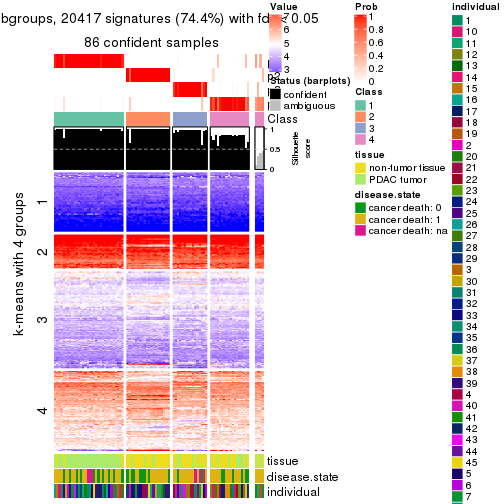 bgroups, 20417 signatures (74.4%) with fd 0.05
86 confident samples
k-means with 4 groups
1
2
3
4
p2
Class
1
0.5
0
Silhouette
score
tissue
disease.state
individual
Value
7
6
5
4
3
Status (barplots)
confident
ambiguous
Class
1
2
3
4
tissue
non-tumor tissue
PDAC tumor
disease.state
cancer death: 0
cancer death: 1
cancer death: na
Prob
1
0.8
0.6
0.4
0.2
0
individual
1
10
11
12
13
14
15
16
17
18
19
2
20
21
22
23
24
25
26
27
28
29
3
30
31
32
33
34
35
36
37
38
39
4
40
41
42
43
44
45
5
6
7